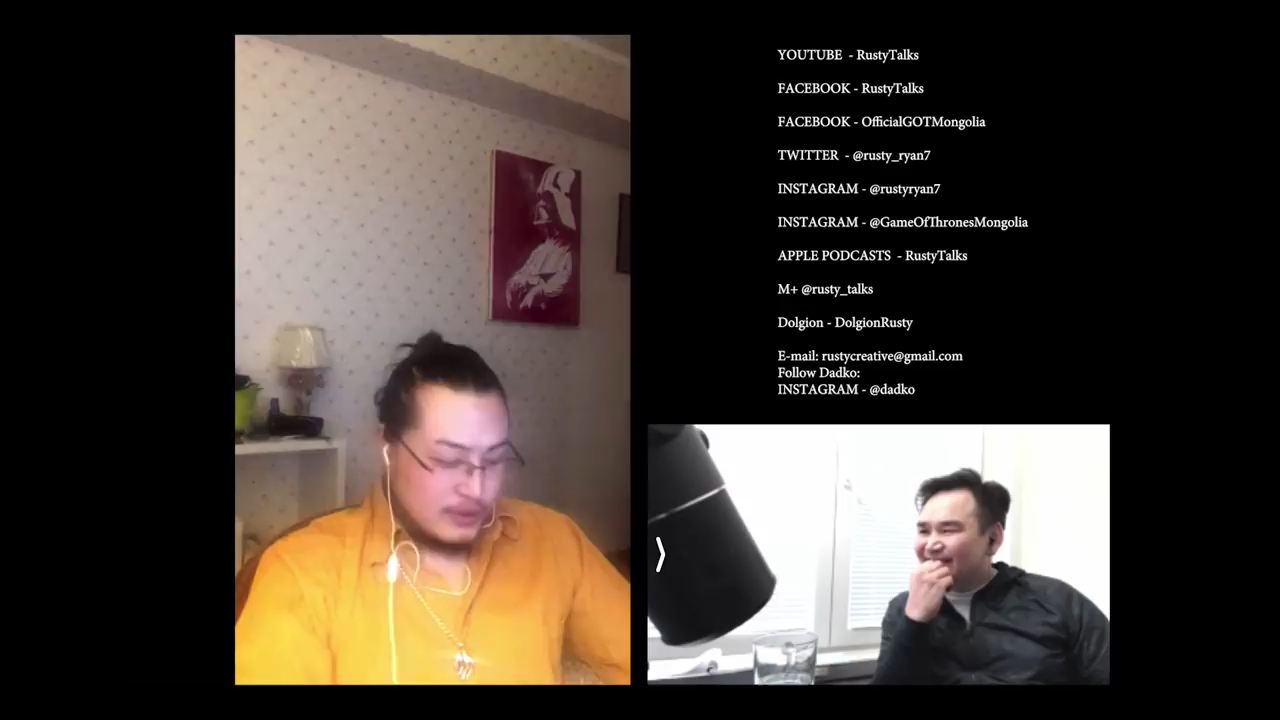 YOUTUBE - RustyTalks
FACEBOOK - RustyTalks
FACEBOOK - OfficialGOTMongolia
TWITTER - @rusty_ryan7
INSTAGRAM - @rustyryan7
INSTAGRAM - @GameOfThronesMongolia
APPLE PODCASTS - RustyTalks
M+ @rusty_talks
Dolgion - DolgionRusty
E-mail: rustycreative@gmail.com
Follow Dadko:
INSTAGRAM - @dadko